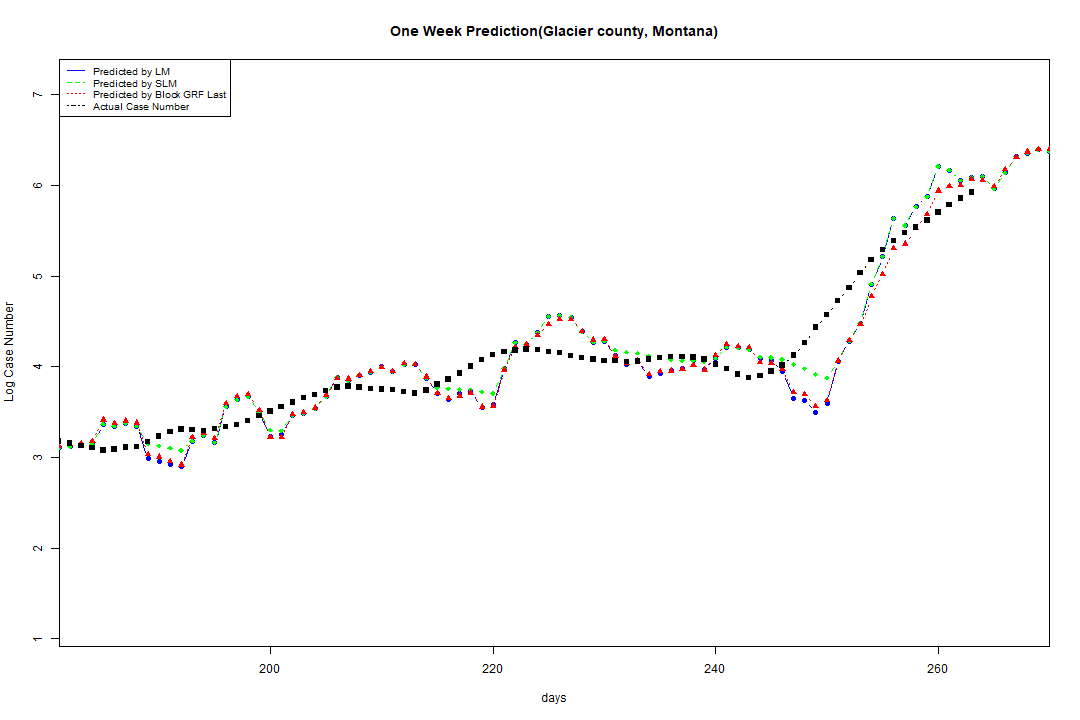 One Week Prediction(Glacier county, Montana)
Predicted by LM
Predicted by SLM
Predicted by Block GRF Last
Actual Case Number
7
6
5
4
3
2
1
Log Case Number
200 220 240 260
days